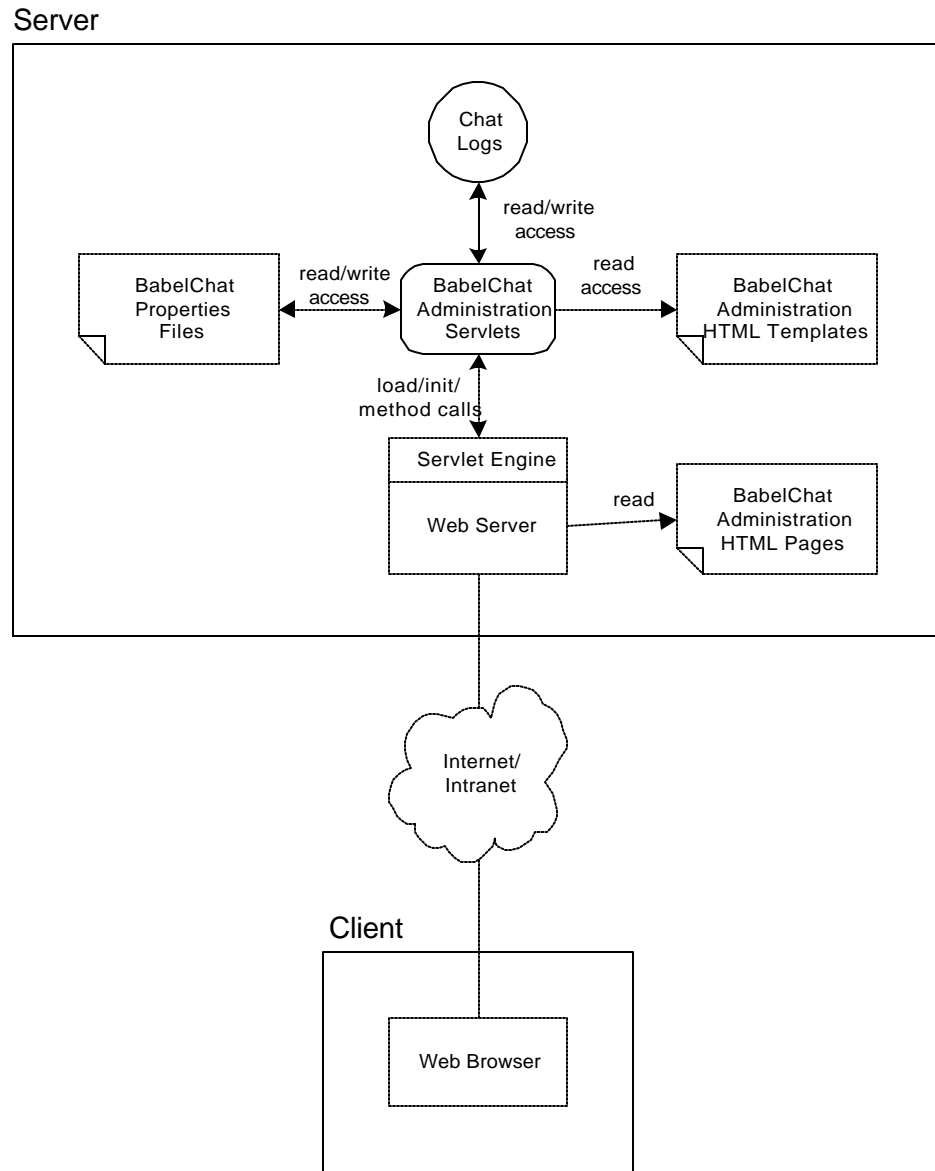 Server
Chat
Logs
read/write
access
BabelChat
Properties
Files
read/write
access
BabelChat
Administration
Servlets
read
access
BabelChat
Administration
HTML Templates
load/init/
method calls
Servlet Engine
Web Server
read
BabelChat
Administration
HTML Pages
Internet/
Intranet
Client
Web Browser